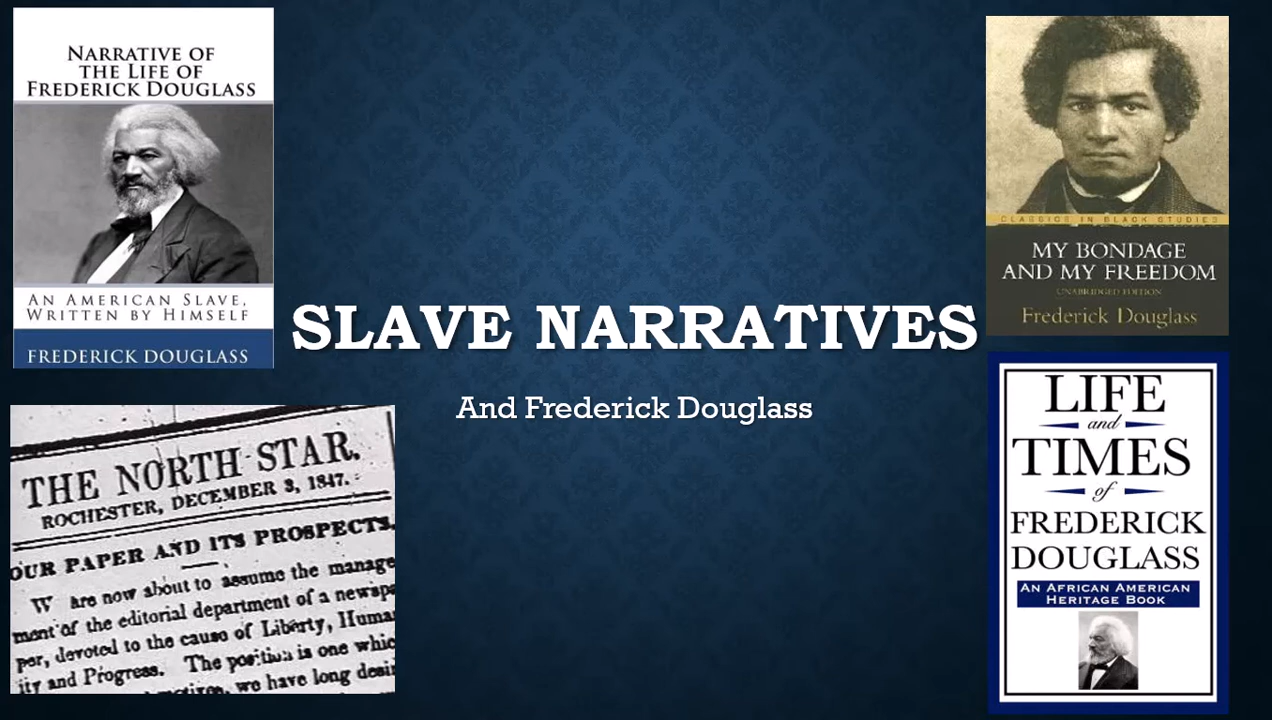 NARRATIVE OF
THE LIFE OF
FREDERICK DOUGLASS
AN AMERICAN SLAVE,
WRITTEN BY HIMSELF
FREDERICK DOUGLASS
THE NORTH STAR.
ROCHESTER, DECEMBER 3, 1847.
OUR PAPER AND ITS PROSPECTS.
W Are now about to assume the manage
ment of the editorial department of a newspa
per, devoted to the cause of Liberty, Human
ity and Progress. The position is one whic
we have long desi
SLAVE NARRATIVES
And Frederick Douglass
CLASSICS IN BLACK STUDIES
MY BONDAGE
AND MY FREEDOM
UNABRIDGED EDITION
Frederick Douglass
LIFE
and
TIMES
of
FREDERICK
DOUGLASS
AN AFRICAN AMERICAN
HERITAGE BOOK